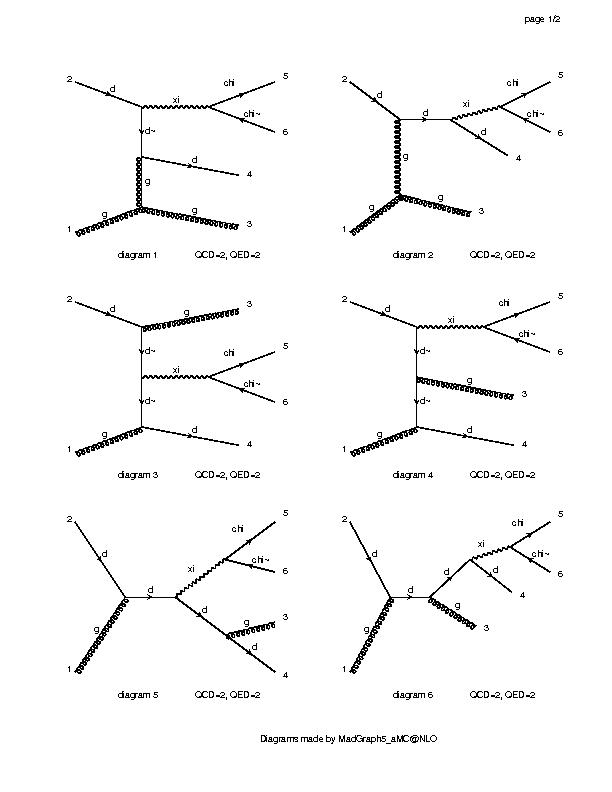 page 1/2
2 d xi chi 5
chi~ 6
d~
d 4
g
1 g g 3
diagram 1 QCD=2, QED=2
2 d d xi chi 5
chi~ 6
d 4
g
1 g g 3
diagram 2 QCD=2, QED=2
2 d g 3
d~
xi chi 5
chi~ 6
d~
1 g d 4
diagram 3 QCD=2, QED=2
2 d xi chi 5
chi~ 6
d~
g 3
d~
1 g d 4
diagram 4 QCD=2, QED=2
2 d chi 5
xi chi~ 6
d
d g 3
1 g d 4
diagram 5 QCD=2, QED=2
2 d chi 5
xi chi~ 6
d d 4
d g 3
1 g
diagram 6 QCD=2, QED=2
Diagrams made by MadGraph5_aMC@NLO